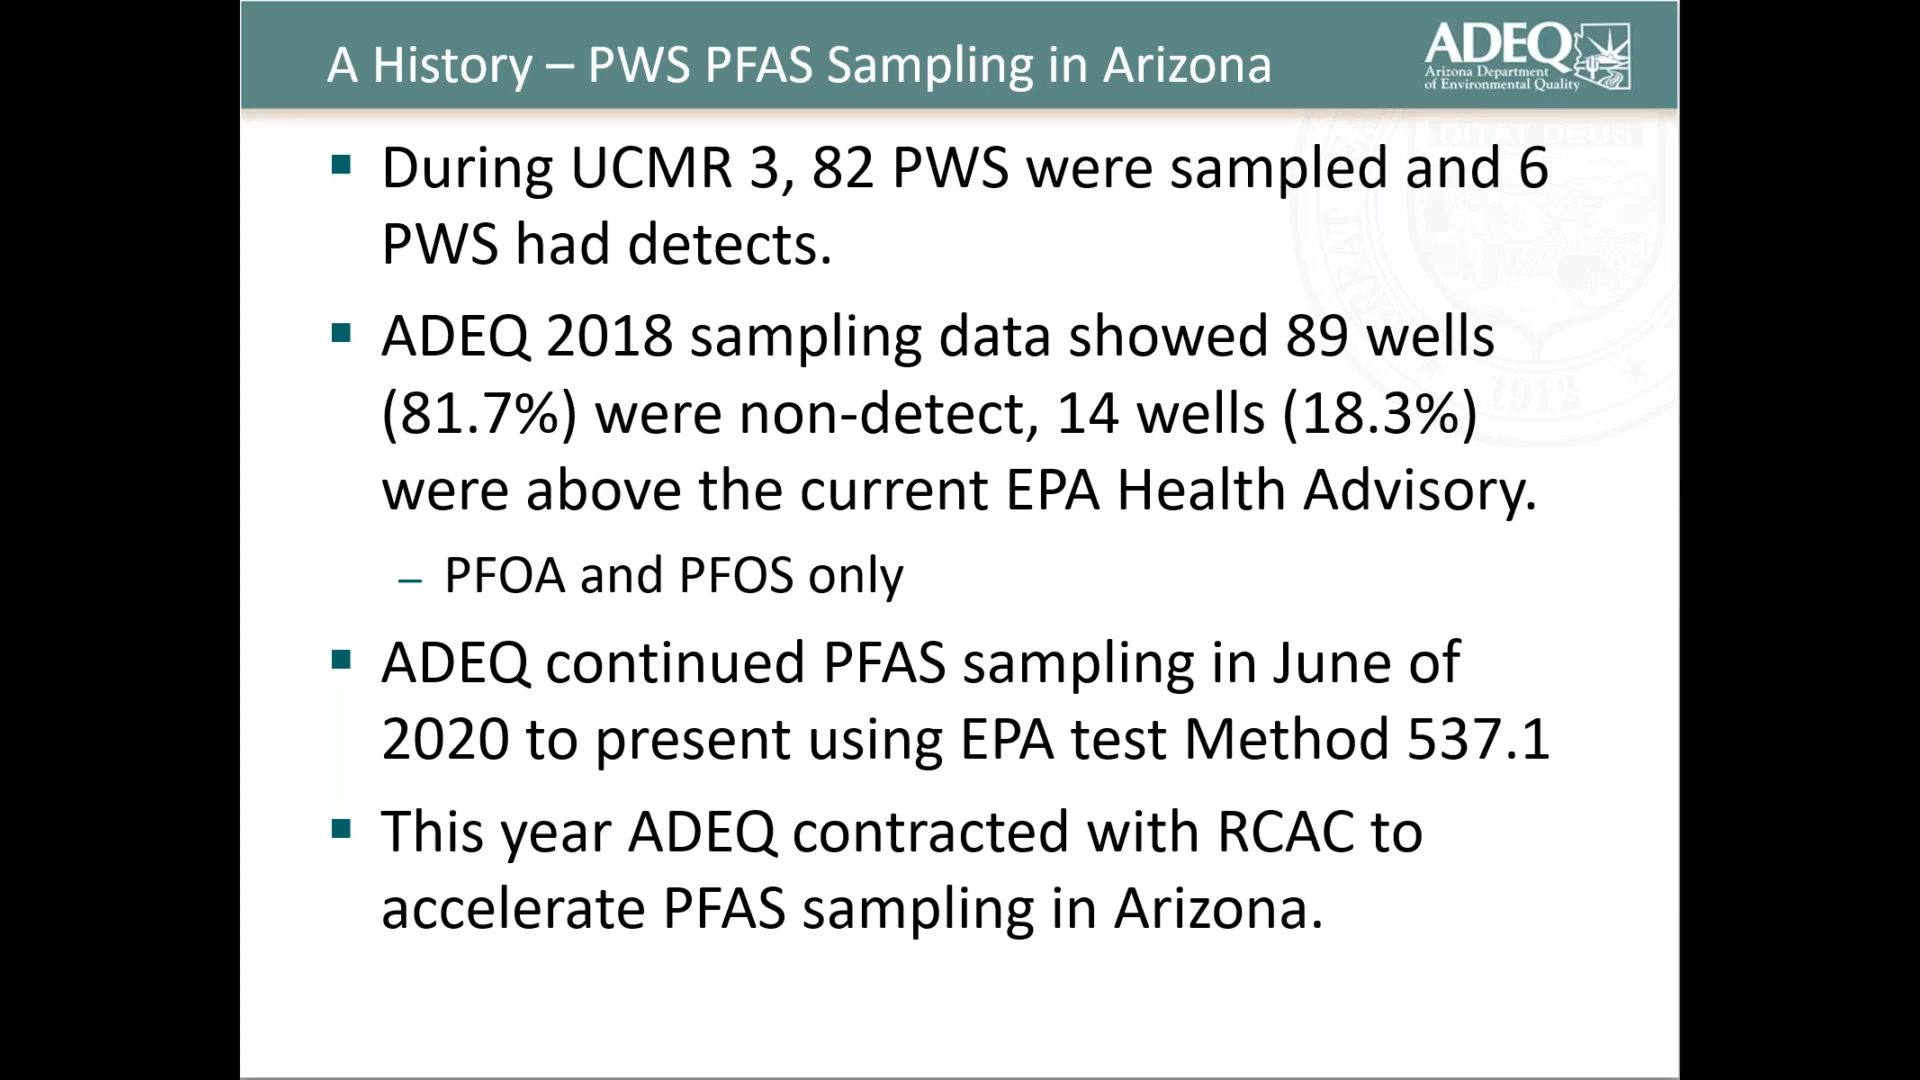 A History – PWS PFAS Sampling in Arizona
ADEQ
Arizona Department
of Environmental Quality
DITAT DEUS
GREAT
1912
▪ During UCMR 3, 82 PWS were sampled and 6
PWS had detects.
▪ ADEQ 2018 sampling data showed 89 wells
(81.7%) were non-detect, 14 wells (18.3%)
were above the current EPA Health Advisory.
– PFOA and PFOS only
▪ ADEQ continued PFAS sampling in June of
2020 to present using EPA test Method 537.1
▪ This year ADEQ contracted with RCAC to
accelerate PFAS sampling in Arizona.